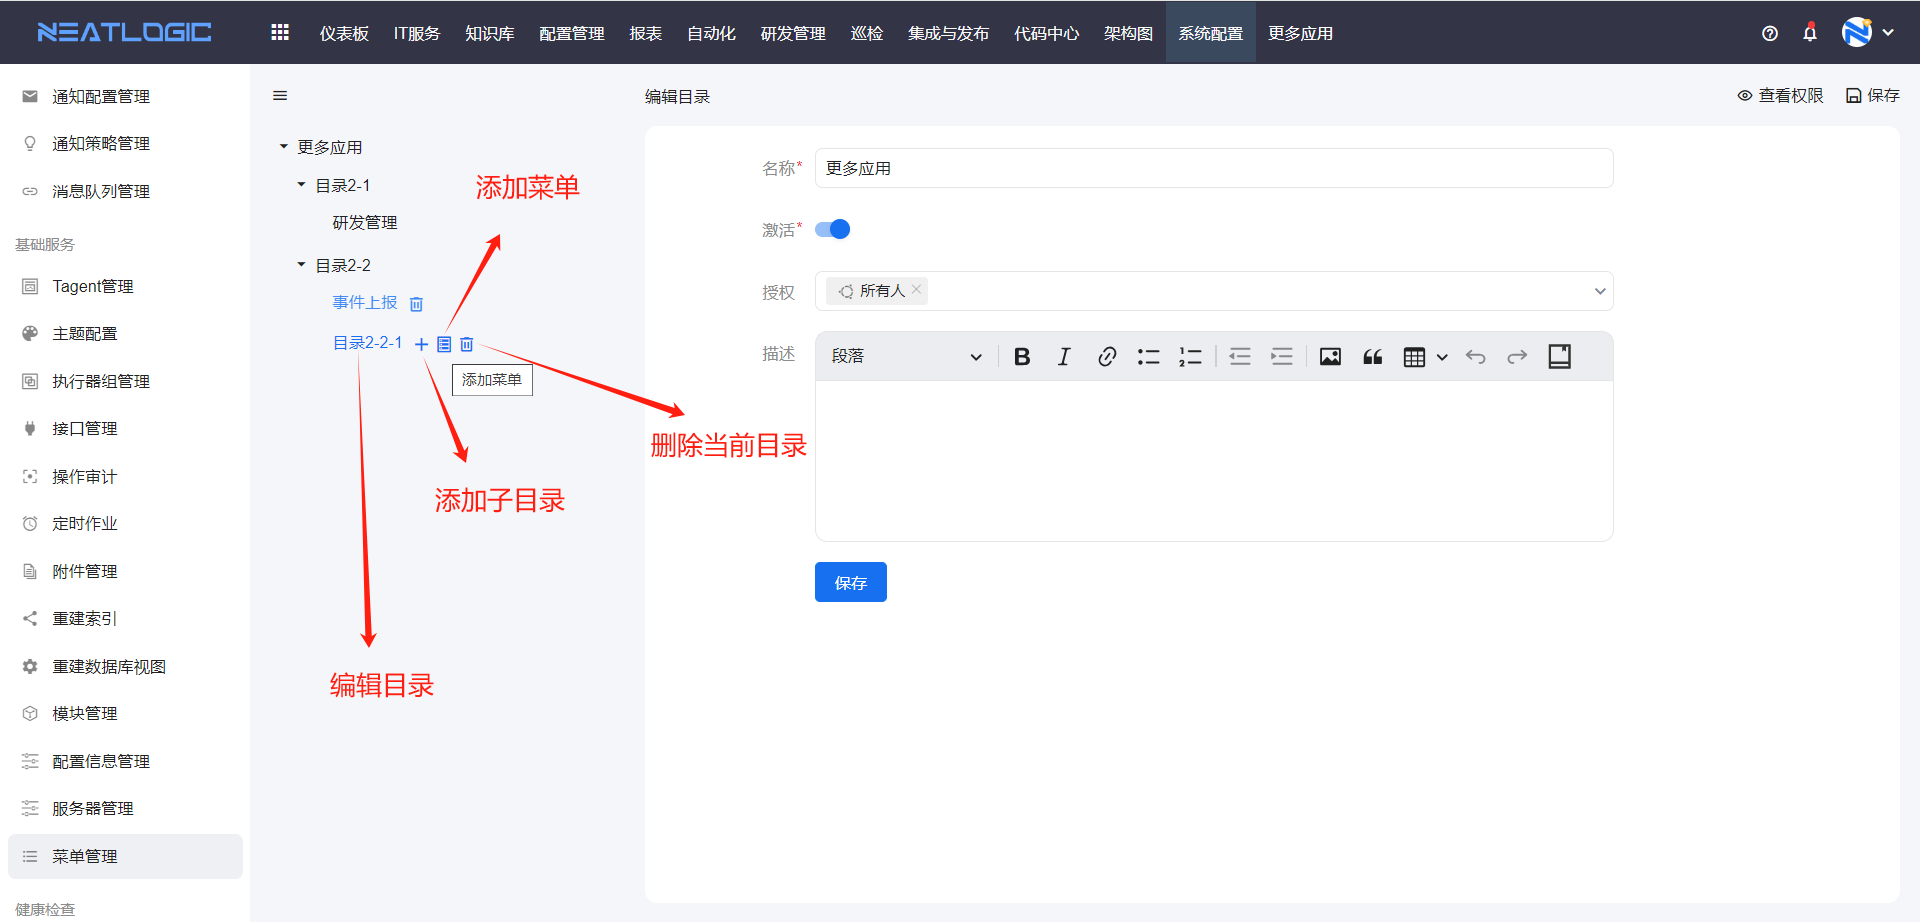 NEATLOGIC
仪表板 IT服务 知识库 配置管理 报表 自动化 研发管理 巡检 集成与发布 代码中心 架构图 系统配置 更多应用
通知配置管理
通知策略管理
消息队列管理
基础服务
Tagent管理
主题配置
执行器组管理
接口管理
操作审计
定时作业
附件管理
重建索引
重建数据库视图
模块管理
配置信息管理
服务器管理
菜单管理
健康检查
更多应用
目录2-1
研发管理
目录2-2
事件上报
目录2-2-1
添加菜单
添加菜单
添加子目录
删除当前目录
编辑目录
编辑目录
查看权限 保存
名称* 更多应用
激活*
授权 所有人
描述 段落
保存